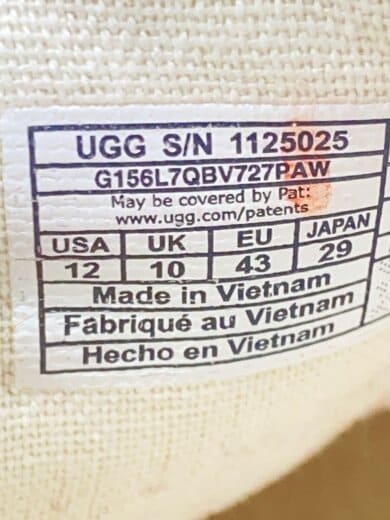 UGG S/N 1125025
G156L7QBV727PAW
May be covered by Pat:
www.ugg.com/patents
USA UK EU JAPAN
12 10 43 29
Made in Vietnam
Fabriqué au Vietnam
Hecho en Vietnam